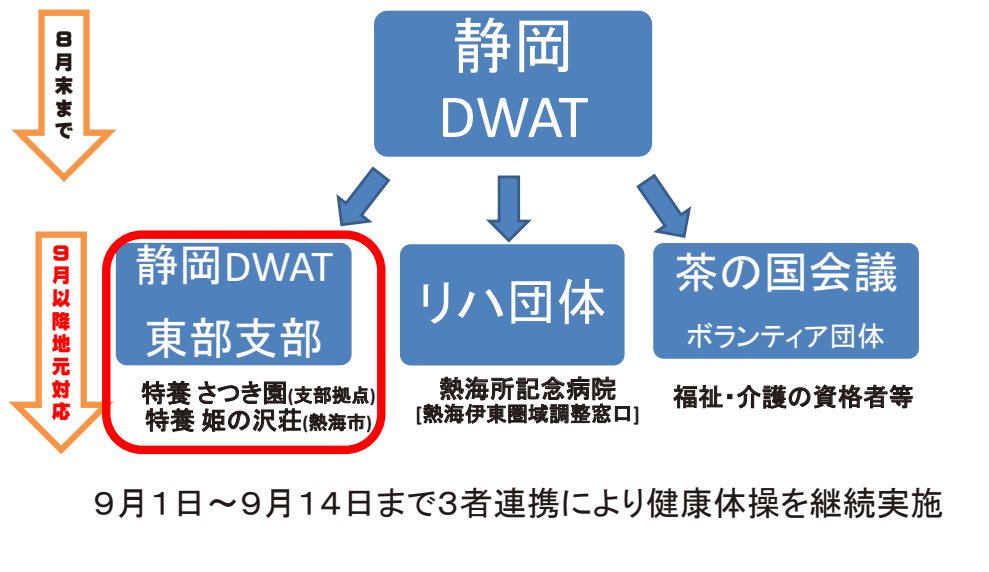 8月末まで
静岡
DWAT
9月以降地元対応
静岡DWAT
東部支部
リハ団体
茶の国会議
ボランティア団体
特養 さつき園(支部拠点)
特養 姫の沢荘(熱海市)
熱海所記念病院
[熱海伊東圏域調整窓口]
福祉・介護の資格者等
９月１日～９月１４日まで３者連携により健康体操を継続実施